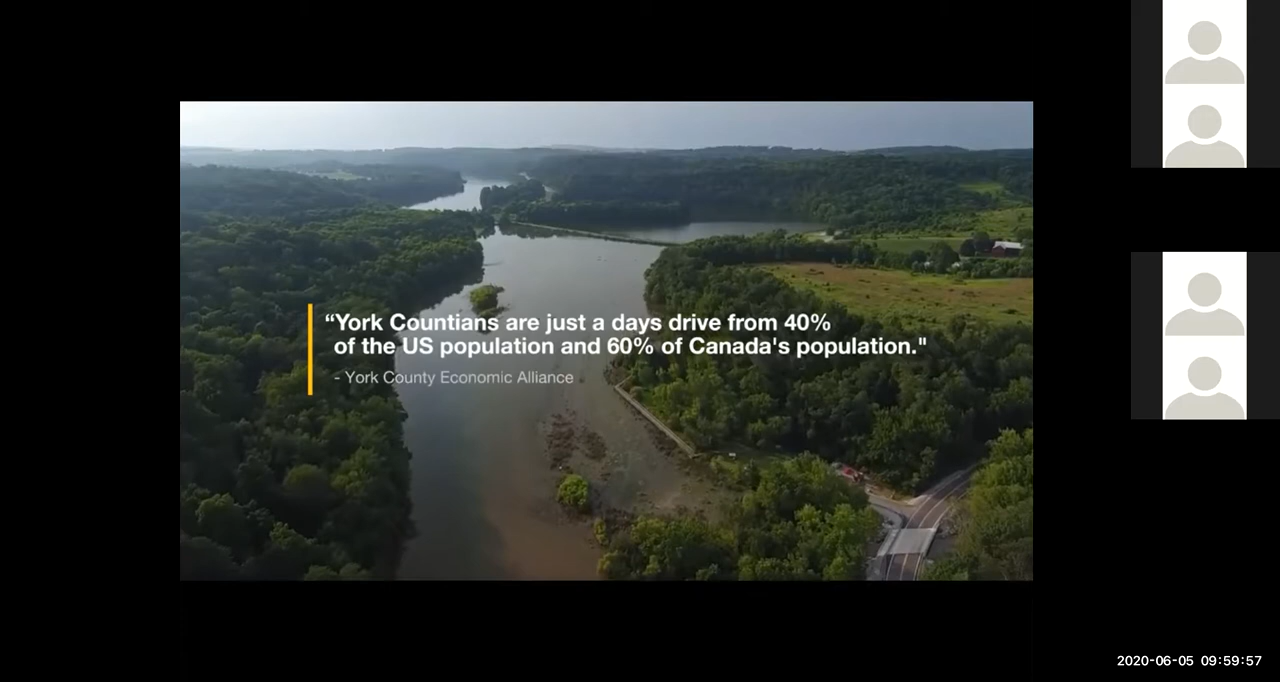 “York Countians are just a days drive from 40%
of the US population and 60% of Canada's population."
- York County Economic Alliance
2020-06-05 09:59:57